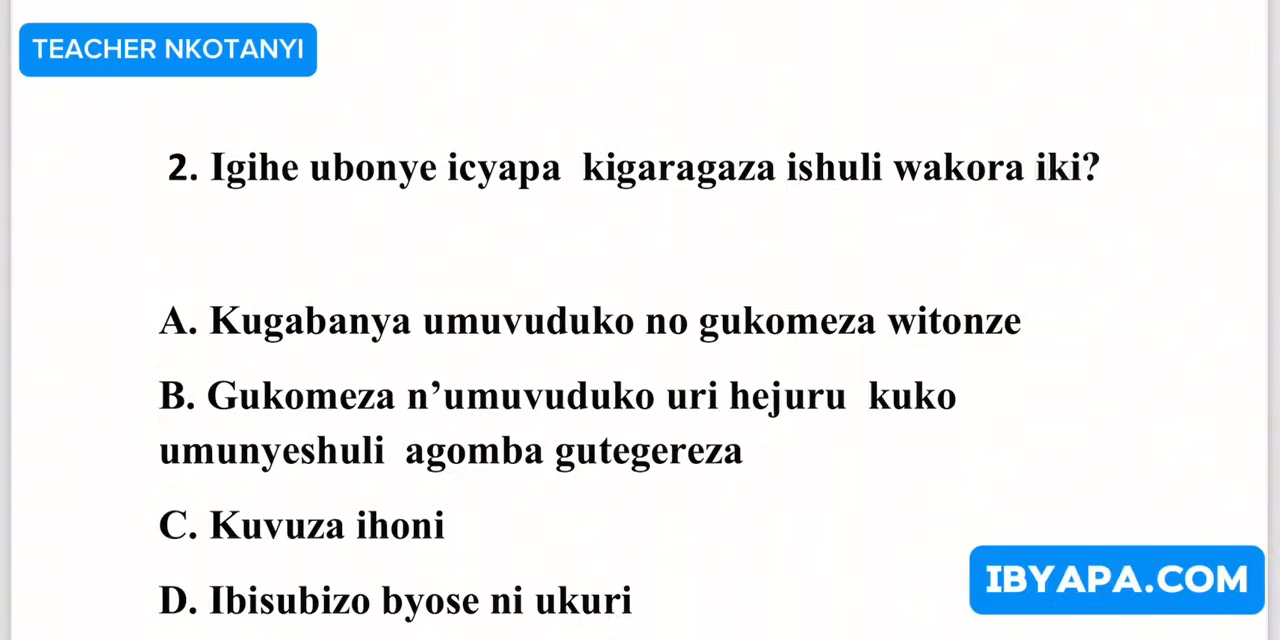 TEACHER NKOTANYI
2. Igihe ubonye icyapa kigaragaza ishuli wakora iki?
A. Kugabanya umuvuduko no gukomeza witonze
B. Gukomeza n’umuvuduko uri hejuru kuko
umunyeshuli agomba gutegereza
C. Kuvuza ihoni
D. Ibisubizo byose ni ukuri
IBYAPA.COM